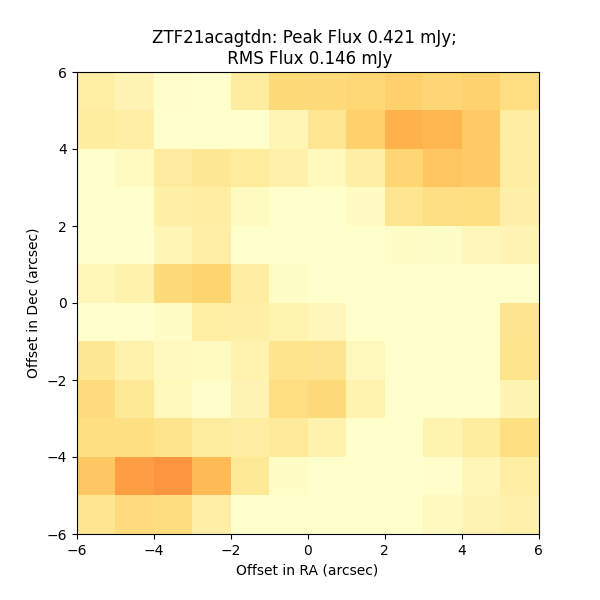 ZTF21acagtdn: Peak Flux 0.421 mJy;
RMS Flux 0.146 mJy
6
4
2
0
−2
−4
−6
Offset in Dec (arcsec)
−6 −4 −2 0 2 4 6
Offset in RA (arcsec)